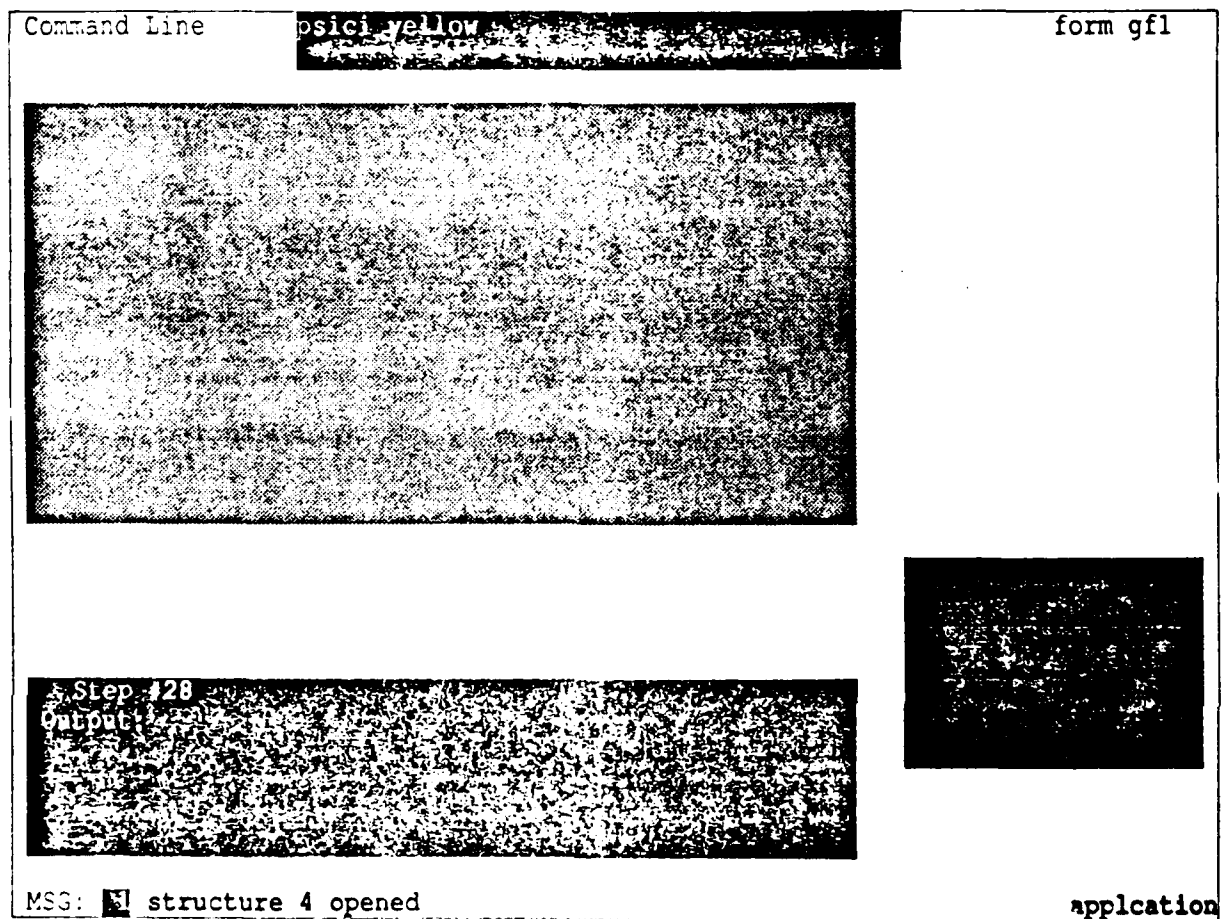 Command Line psici yellow form gf1
Step #28
Output:
MSG: structure 4 opened applcation